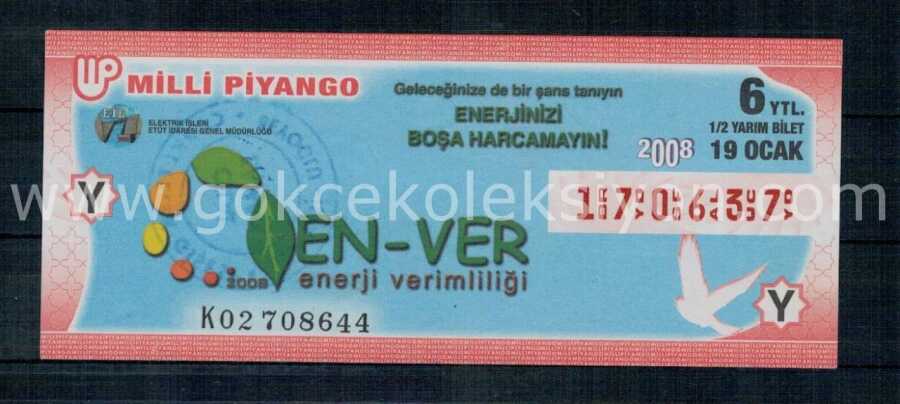 MİLLİ PİYANGO
ELEKTRİK İŞLERİ
ETÜT İDARESİ GENEL MÜDÜRLÜĞÜ
Geleceğinize de bir şans tanıyın
ENERJİNİZİ
BOŞA HARCAMAYIN!
6 YTL.
1/2 YARIM BİLET
2008 19 OCAK
www.gokcekoleksiyon.com
Y
170637
EN-VER
2008 enerji verimliliği
K02 708644
Y